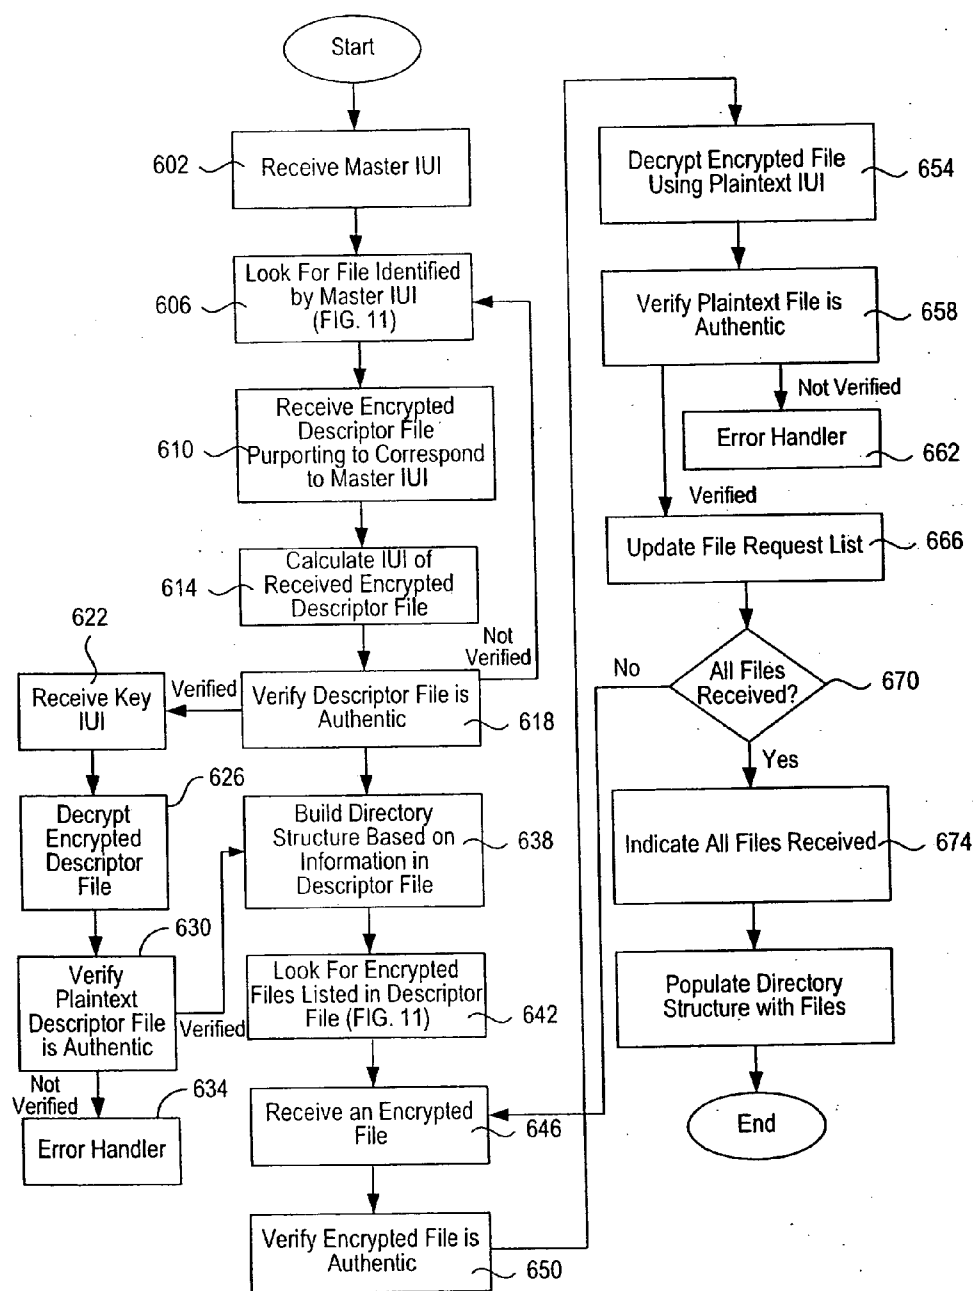 Start
602
Receive Master IUI
606
Look For File Identified
by Master IUI
(FIG. 11)
610
Receive Encrypted
Descriptor File
Purporting to Correspond
to Master IUI
614
Calculate IUI of
Received Encrypted
Descriptor File
Not
Verified
622
Receive Key
IUI
Verified
Verify Descriptor File is
Authentic
618
626
Decrypt
Encrypted
Descriptor
File
Build Directory
Structure Based on
Information in
Descriptor File
638
630
Verify
Plaintext
Descriptor File
is Authentic
Verified
Look For Encrypted
Files Listed in Descriptor
File (FIG. 11)
642
Not
Verified
634
Error Handler
Receive an Encrypted
File
646
Verify Encrypted File is
Authentic
650
Decrypt Encrypted File
Using Plaintext IUI
654
Verify Plaintext File is
Authentic
658
Not Verified
Error Handler
662
Verified
Update File Request List
666
No
All Files
Received?
670
Yes
Indicate All Files Received
674
Populate Directory
Structure with Files
End